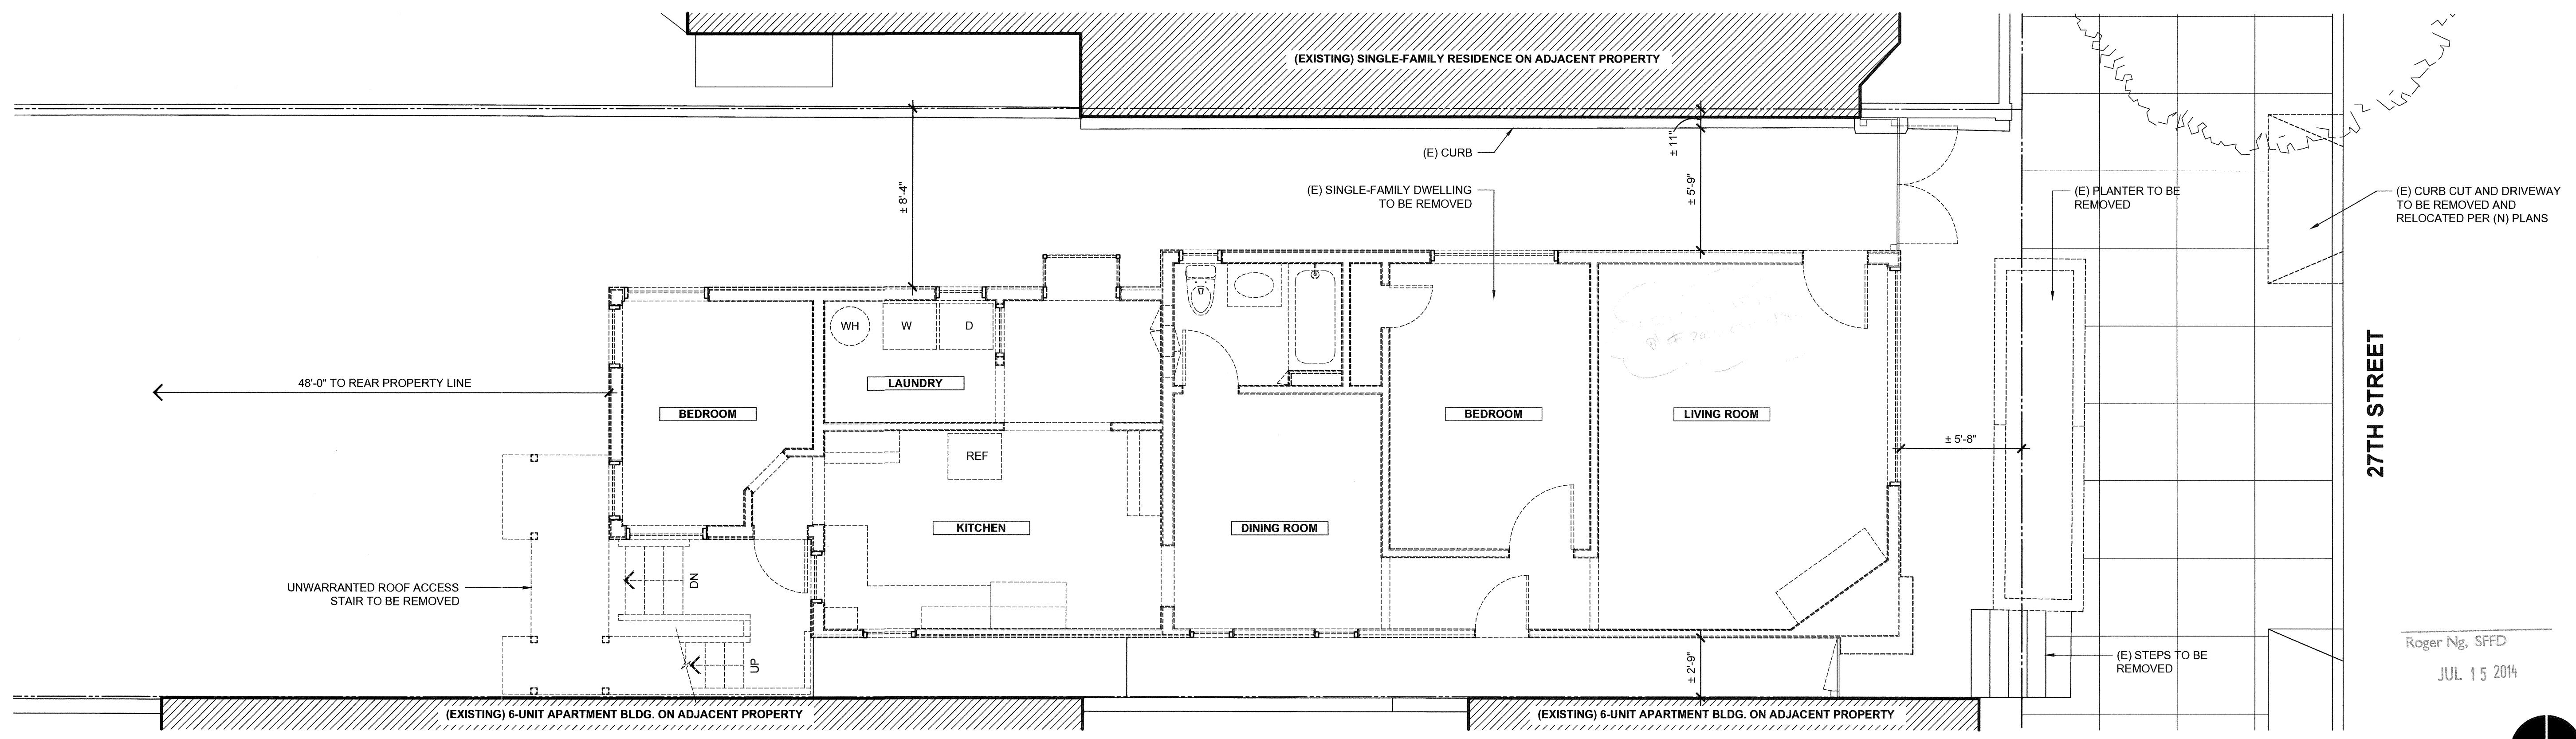 (EXISTING) SINGLE-FAMILY RESIDENCE ON ADJACENT PROPERTY
(E) CURB
± 11"
± 8'-4"
± 5'-9"
(E) SINGLE-FAMILY DWELLING
TO BE REMOVED
(E) PLANTER TO BE
REMOVED
(E) CURB CUT AND DRIVEWAY
TO BE REMOVED AND
RELOCATED PER (N) PLANS
WH
W
D
LAUNDRY
48'-0" TO REAR PROPERTY LINE
BEDROOM
BEDROOM
LIVING ROOM
27TH STREET
± 5'-8"
REF
KITCHEN
DINING ROOM
UNWARRANTED ROOF ACCESS
STAIR TO BE REMOVED
DN
UP
± 2'-9"
(E) STEPS TO BE
REMOVED
Roger Ng, SFFD
JUL 15 2014
(EXISTING) 6-UNIT APARTMENT BLDG. ON ADJACENT PROPERTY
(EXISTING) 6-UNIT APARTMENT BLDG. ON ADJACENT PROPERTY